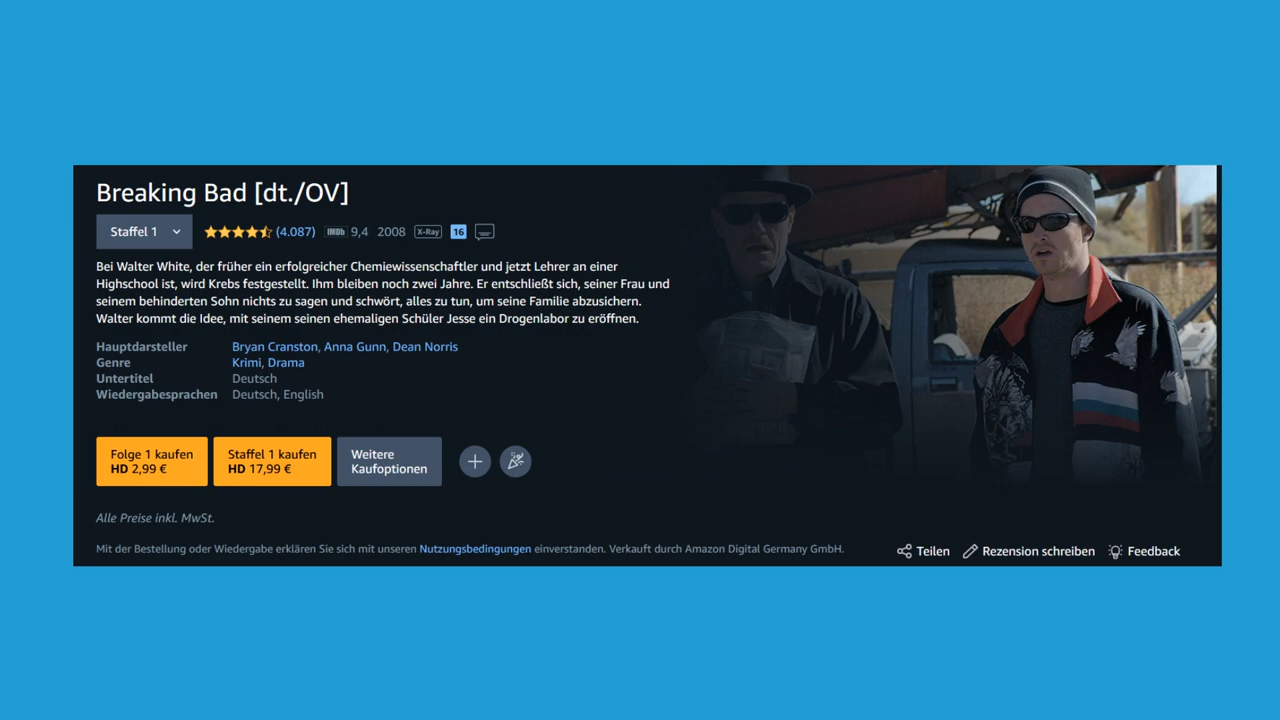 Breaking Bad [dt./OV]
Staffel 1 (4.087) IMDb 9,4 2008 X-Ray 16
Bei Walter White, der früher ein erfolgreicher Chemiewissenschaftler und jetzt Lehrer an einer
Highschool ist, wird Krebs festgestellt. Ihm bleiben noch zwei Jahre. Er entschließt sich, seiner Frau und
seinem behinderten Sohn nichts zu sagen und schwört, alles zu tun, um seine Familie abzusichern.
Walter kommt die Idee, mit seinem seinen ehemaligen Schüler Jesse ein Drogenlabor zu eröffnen.
Hauptdarsteller Bryan Cranston, Anna Gunn, Dean Norris
Genre Krimi, Drama
Untertitel Deutsch
Wiedergabesprachen Deutsch, English
Folge 1 kaufen
HD 2,99 €
Staffel 1 kaufen
HD 17,99 €
Weitere
Kaufoptionen
Alle Preise inkl. MwSt.
Mit der Bestellung oder Wiedergabe erklären Sie sich mit unseren Nutzungsbedingungen einverstanden. Verkauft durch Amazon Digital Germany GmbH.
Teilen Rezension schreiben Feedback